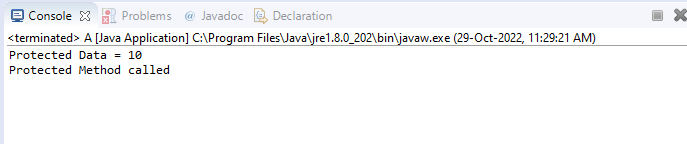 Console Problems @ Javadoc Declaration
<terminated> A [Java Application] C:\Program Files\Java\jre1.8.0_202\bin\javaw.exe (29-Oct-2022, 11:29:21 AM)
Protected Data = 10
Protected Method called